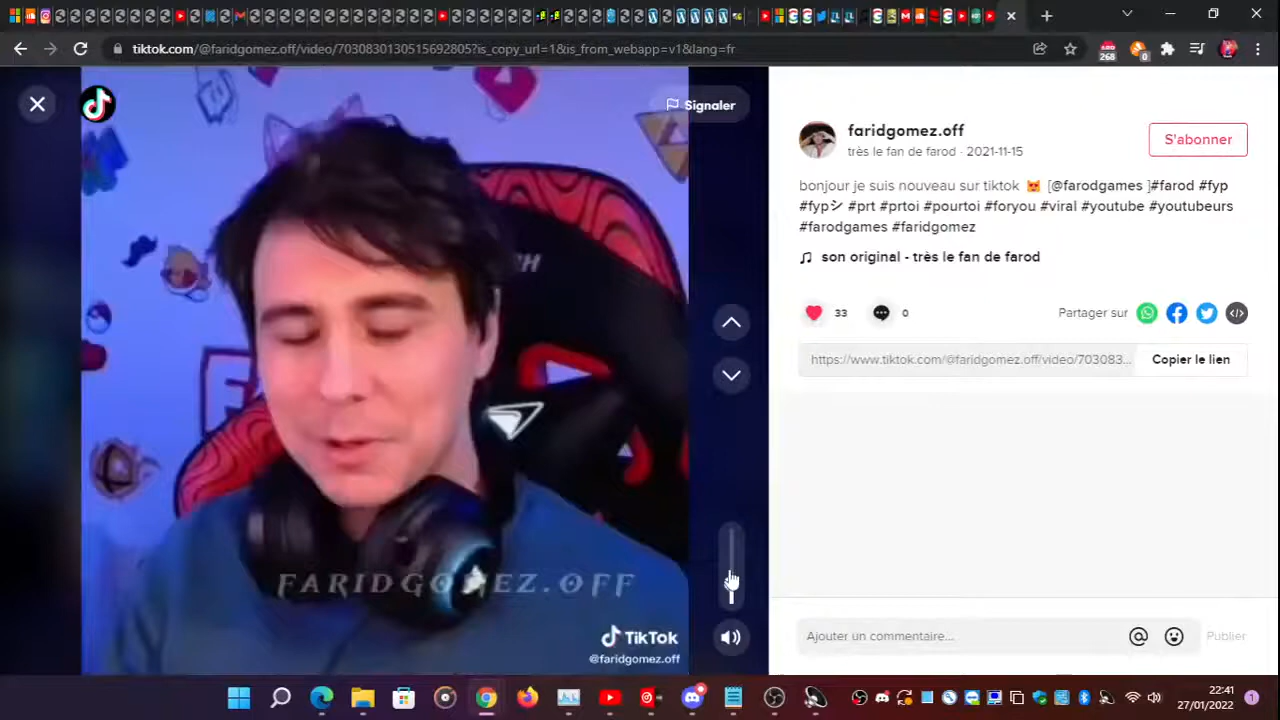 tiktok.com/@faridgomez.off/video/7030830130515692805?is_copy_url=1&is_from_webapp=v1&lang=fr
268
0
Signaler
faridgomez.off
très le fan de farod · 2021-11-15
S'abonner
bonjour je suis nouveau sur tiktok 😻 [@farodgames ]#farod #fyp
#fypシ #prt #prtoi #pourtoi #foryou #viral #youtube #youtubeurs
#farodgames #faridgomez
son original - très le fan de farod
33
0
Partager sur
https://www.tiktok.com/@faridgomez.off/video/703083...
Copier le lien
FARIDGOMEZ.OFF
TikTok
@faridgomez.off
Ajouter un commentaire...
Publier
22:41
27/01/2022
1